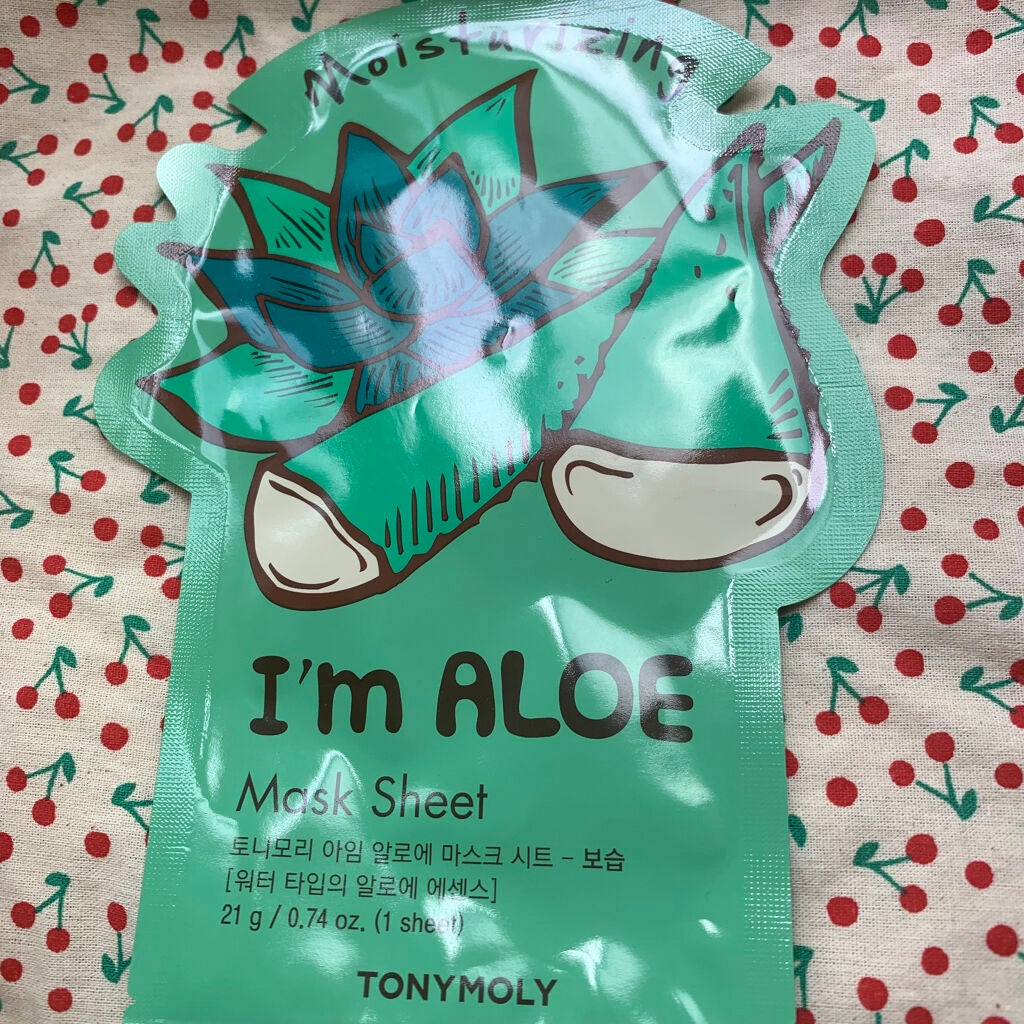 Moisturizing
I'm ALOE
Mask Sheet
토니모리 아임 알로에 마스크 시트 - 보습
[워터 타입의 알로에 에센스]
21 g / 0.74 oz. (1 sheet)
TONYMOLY